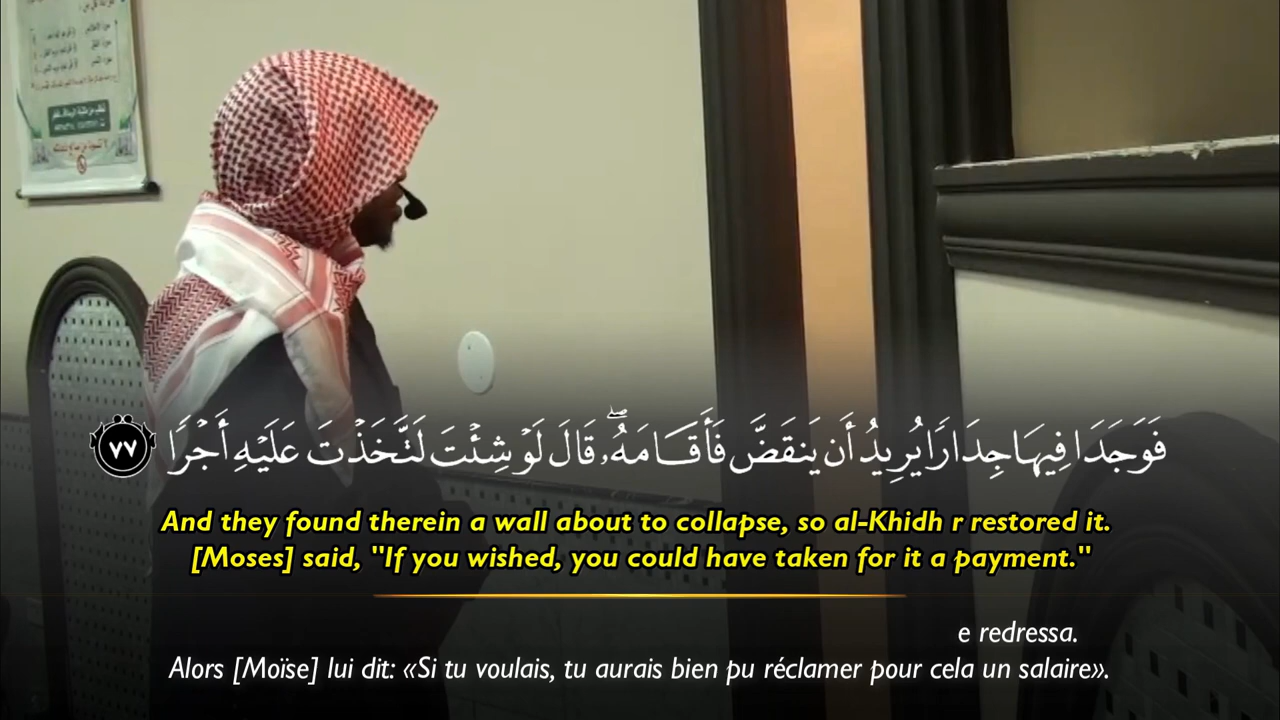 فَوَجَدَا فِيهَا جِدَارًا يُرِيدُ أَن يَنقَضَّ فَأَقَامَهُۥۖ قَالَ لَوْ شِئْتَ لَتَّخَذْتَ عَلَيْهِ أَجْرًا ٧٧
And they found therein a wall about to collapse, so al-Khidh r restored it.
[Moses] said, "If you wished, you could have taken for it a payment."
e redressa.
Alors [Moïse] lui dit: «Si tu voulais, tu aurais bien pu réclamer pour cela un salaire».